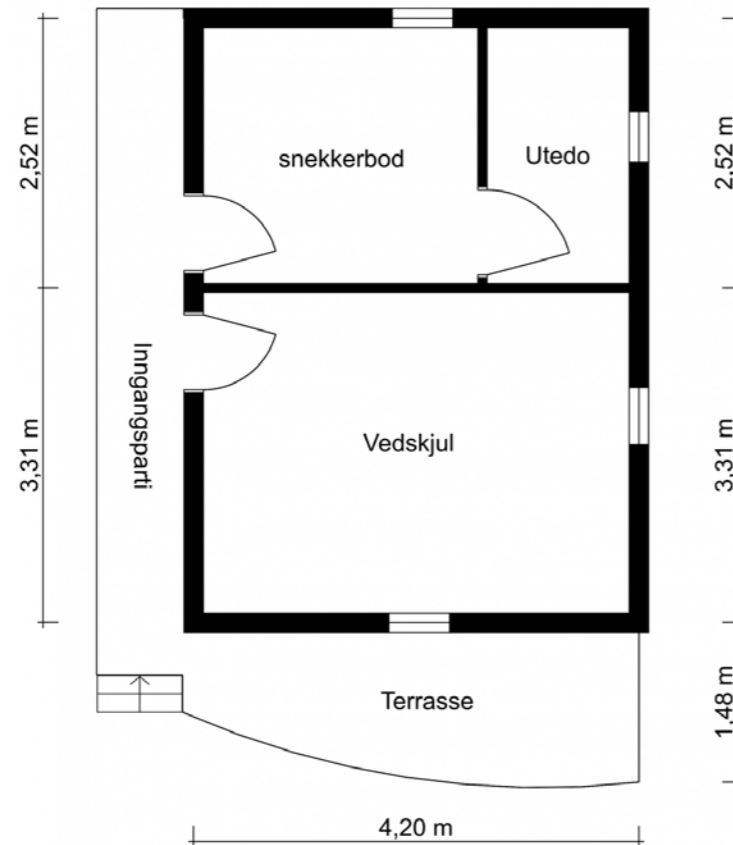 2,52 m
snekkerbod
Utedo
2,52 m
Inngangsparti
3,31 m
Vedskjul
3,31 m
Terrasse
1,48 m
4,20 m